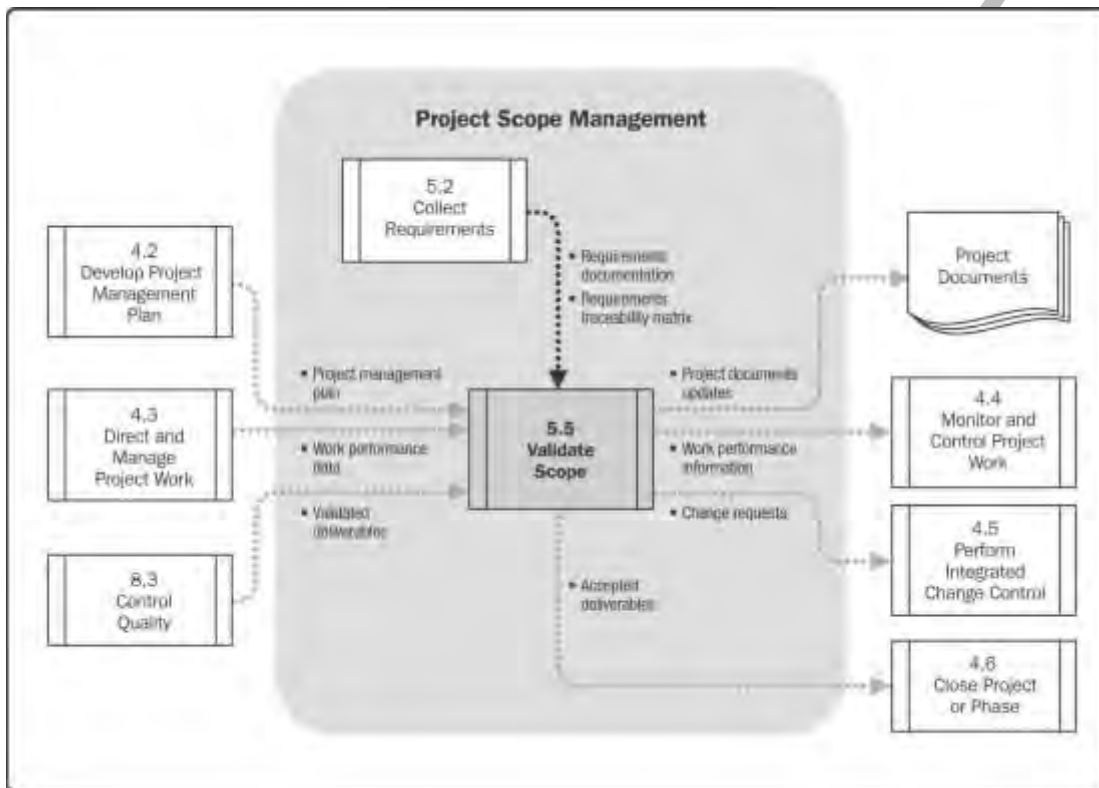 Project Scope Management
5.2
Collect
Requirements
4.2
Develop Project
Management
Plan
• Requirements
documentation
• Requirements
traceability matrix
Project
Documents
• Project management
plan
• Project documents
updates
4.3
Direct and
Manage
Project Work
5.5
Validate
Scope
4.4
Monitor and
Control Project
Work
• Work performance
data
• Work performance
information
• Validated
deliverables
• Change requests
4.5
Perform
Integrated
Change Control
8.3
Control
Quality
• Accepted
deliverables
4.6
Close Project
or Phase